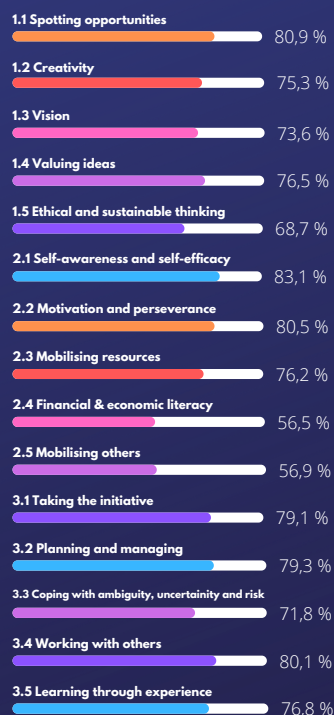 1.1 Spotting opportunities
80,9 %
1.2 Creativity
75,3 %
1.3 Vision
73,6 %
1.4 Valuing ideas
76,5 %
1.5 Ethical and sustainable thinking
68,7 %
2.1 Self-awareness and self-efficacy
83,1 %
2.2 Motivation and perseverance
80,5 %
2.3 Mobilising resources
76,2 %
2.4 Financial & economic literacy
56,5 %
2.5 Mobilising others
56,9 %
3.1 Taking the initiative
79,1 %
3.2 Planning and managing
79,3 %
3.3 Coping with ambiguity, uncertainity and risk
71,8 %
3.4 Working with others
80,1 %
3.5 Learning through experience
76,8 %